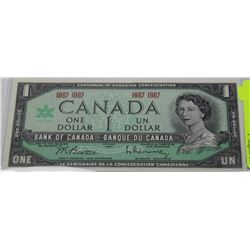 CENTENNIAL OF CANADIAN CONFEDERATION
CANADA
1867 1967 1867 1967
ONE DOLLAR 1 UN DOLLAR
BANK OF CANADA - BANQUE DU CANADA
ONE UN
LE CENTENAIRE DE LA CONFÉDÉRATION CANADIENNE